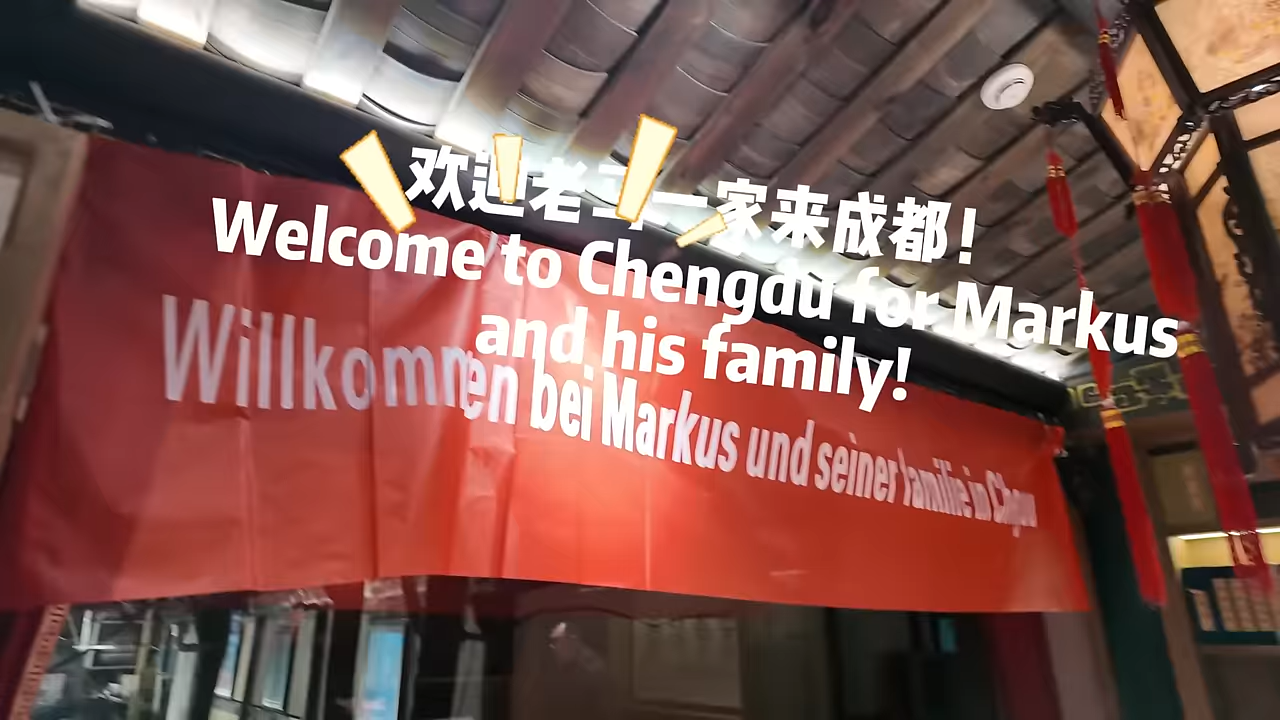 欢迎老马一家来成都！
Welcome to Chengdu for Markus
and his family!
Willkommen bei Markus und seiner familie in